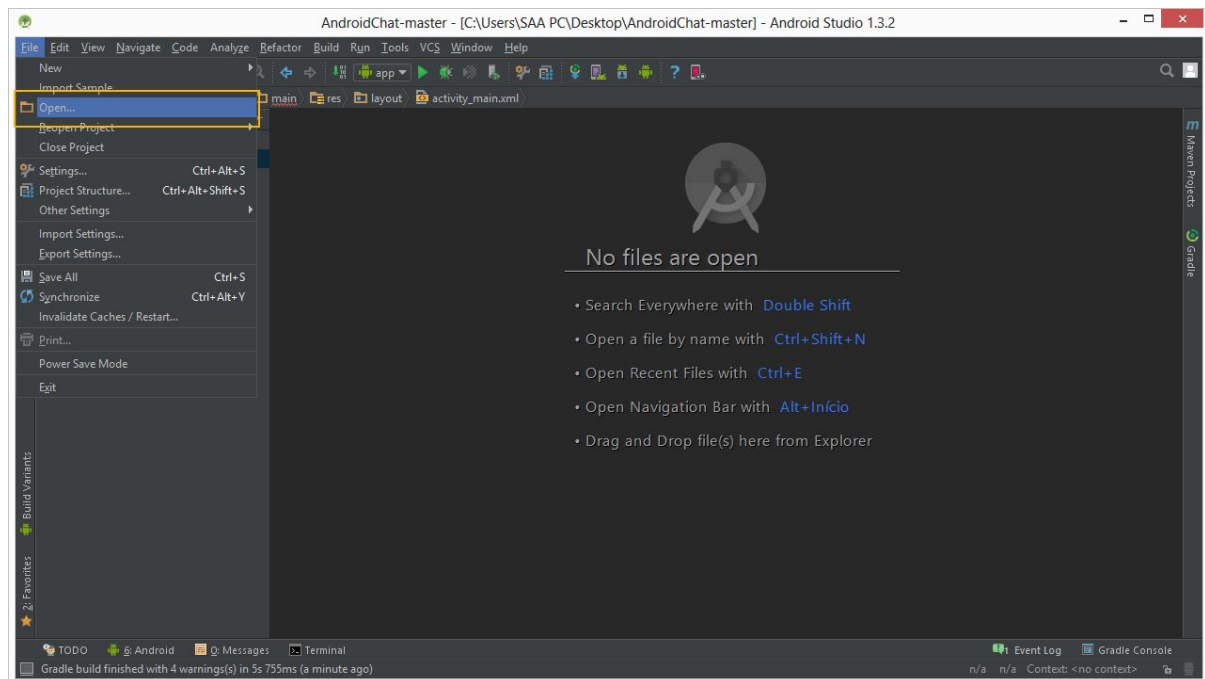 AndroidChat-master - [C:\Users\SAA PC\Desktop\AndroidChat-master] - Android Studio 1.3.2
File Edit View Navigate Code Analyze Refactor Build Run Tools VCS Window Help
app
main res layout activity_main.xml
New
Import Sample
Open...
Reopen Project
Close Project
Settings... Ctrl+Alt+S
Project Structure... Ctrl+Alt+Shift+S
Other Settings
Import Settings...
Export Settings...
Save All Ctrl+S
Synchronize Ctrl+Alt+Y
Invalidate Caches / Restart...
Print...
Power Save Mode
Exit
No files are open
• Search Everywhere with Double Shift
• Open a file by name with Ctrl+Shift+N
• Open Recent Files with Ctrl+E
• Open Navigation Bar with Alt+Início
• Drag and Drop file(s) here from Explorer
Maven Projects
Gradle
Build Variants
2: Favorites
TODO 6: Android 0: Messages Terminal 1 Event Log Gradle Console
Gradle build finished with 4 warnings(s) in 5s 755ms (a minute ago) n/a n/a Context: <no context>